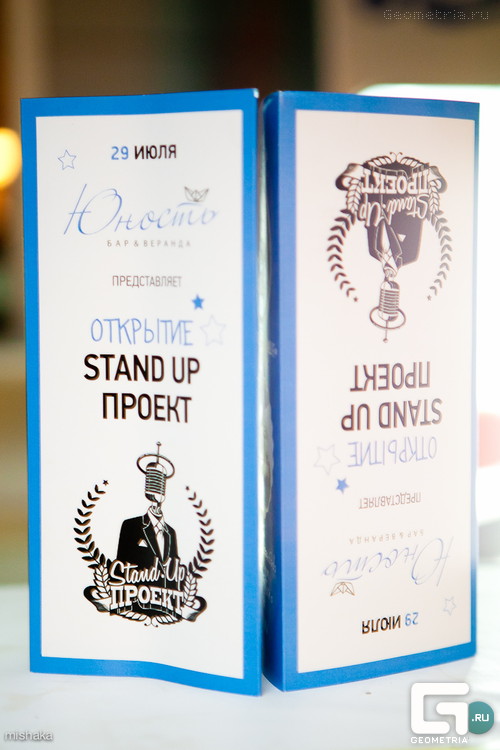 Geometria.ru
29 ИЮЛЯ
Юность
БАР & ВЕРАНДА
ПРЕДСТАВЛЯЕТ
ОТКРЫТИЕ
STAND UP
ПРОЕКТ
Stand Up
ПРОЕКТ
29 ИЮЛЯ
Юность
БАР & ВЕРАНДА
ПРЕДСТАВЛЯЕТ
ОТКРЫТИЕ
STAND UP
ПРОЕКТ
Stand Up
ПРОЕКТ
mishaka
G .RU
GEOMETRIA